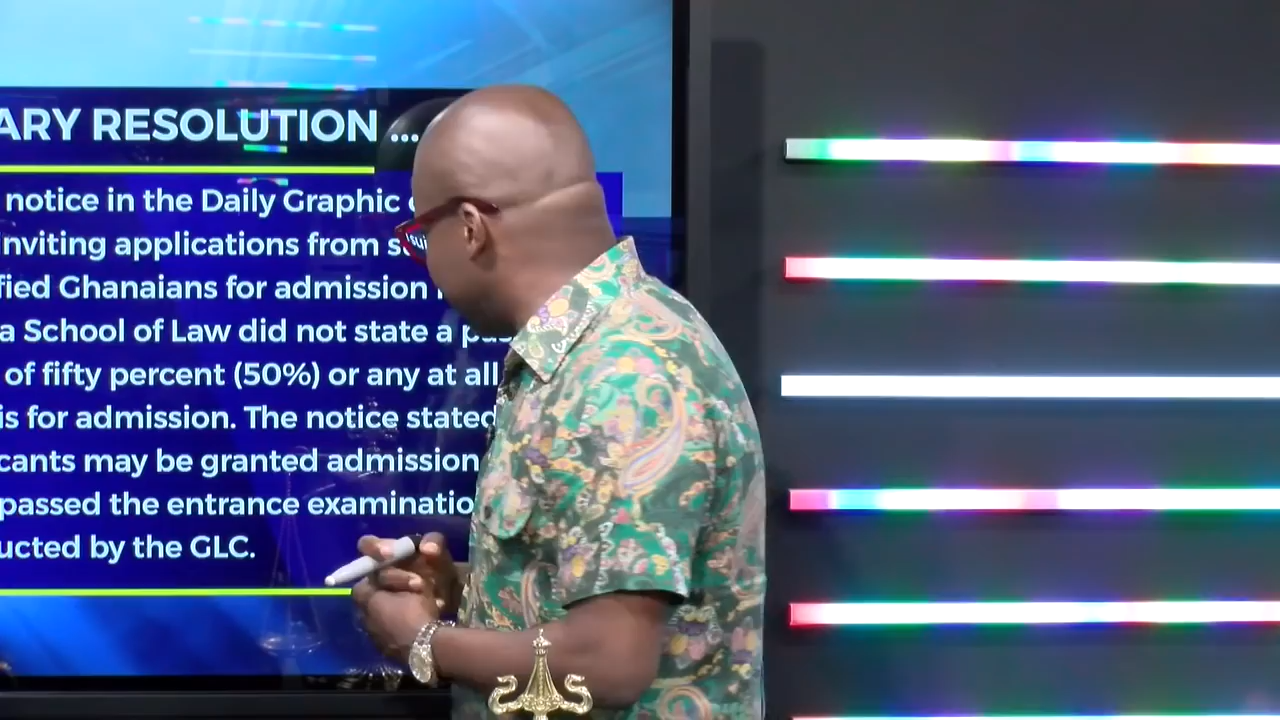 ARY RESOLUTION ...
notice in the Daily Graphic
inviting applications from
fied Ghanaians for admission
a School of Law did not state a
of fifty percent (50%) or any at all
is for admission. The notice stated
cants may be granted admission
passed the entrance examinatio
ucted by the GLC.